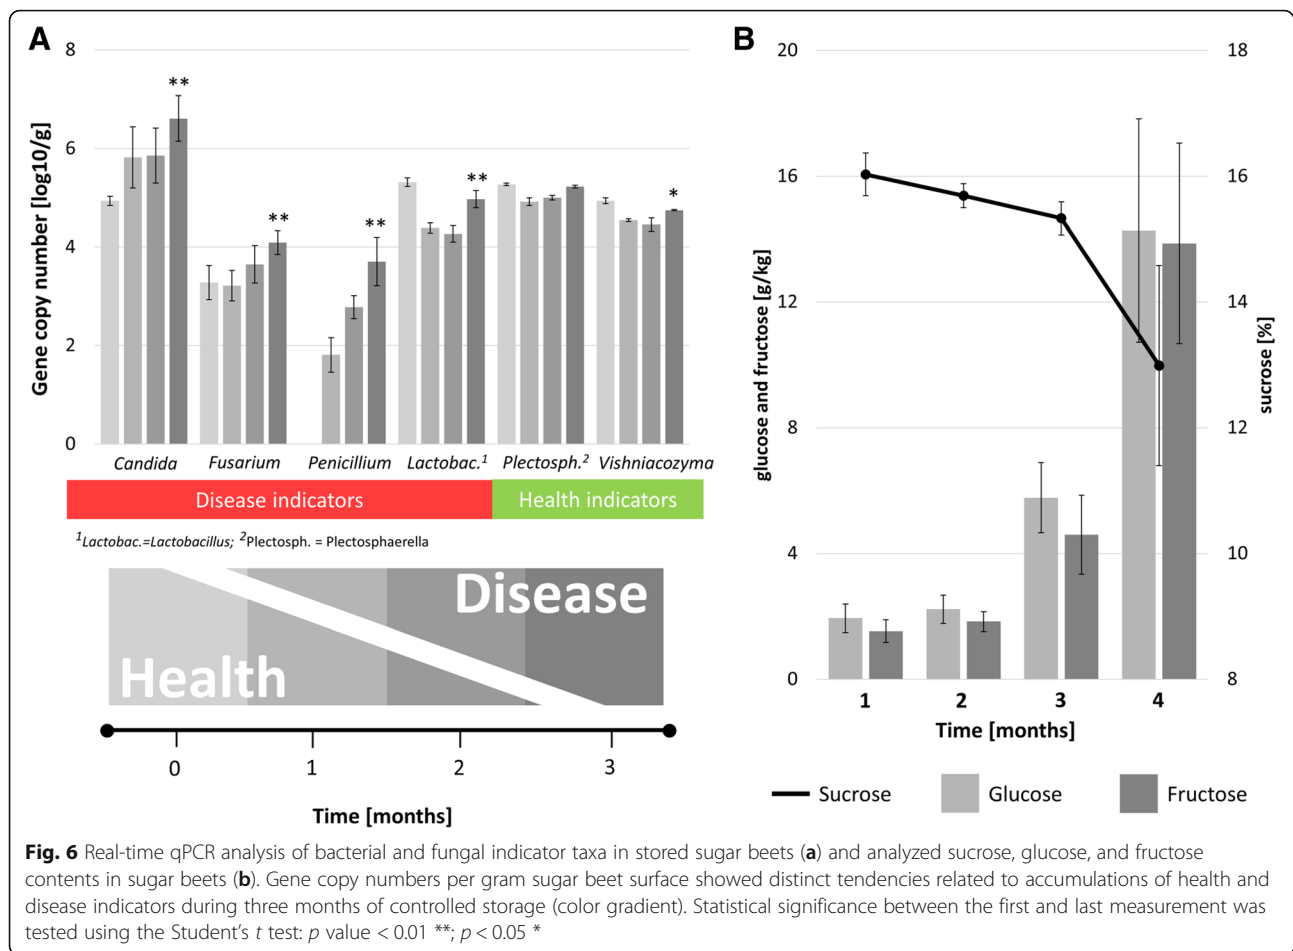 A
8
6
4
2
0
Gene copy number [log10/g]
**
**
**
**
*
Candida
Fusarium
Penicillium
Lactobac.1
Plectosph.2
Vishniacozyma
Disease indicators
Health indicators
1Lactobac.=Lactobacillus; 2Plectosph. = Plectosphaerella
Disease
Health
0
1
2
3
Time [months]
B
20
16
12
8
4
0
glucose and fructose [g/kg]
18
16
14
12
10
8
sucrose [%]
1
2
3
4
Time [months]
Sucrose
Glucose
Fructose
Fig. 6 Real-time qPCR analysis of bacterial and fungal indicator taxa in stored sugar beets (a) and analyzed sucrose, glucose, and fructose
contents in sugar beets (b). Gene copy numbers per gram sugar beet surface showed distinct tendencies related to accumulations of health and
disease indicators during three months of controlled storage (color gradient). Statistical significance between the first and last measurement was
tested using the Student's t test: p value < 0.01 **; p < 0.05 *